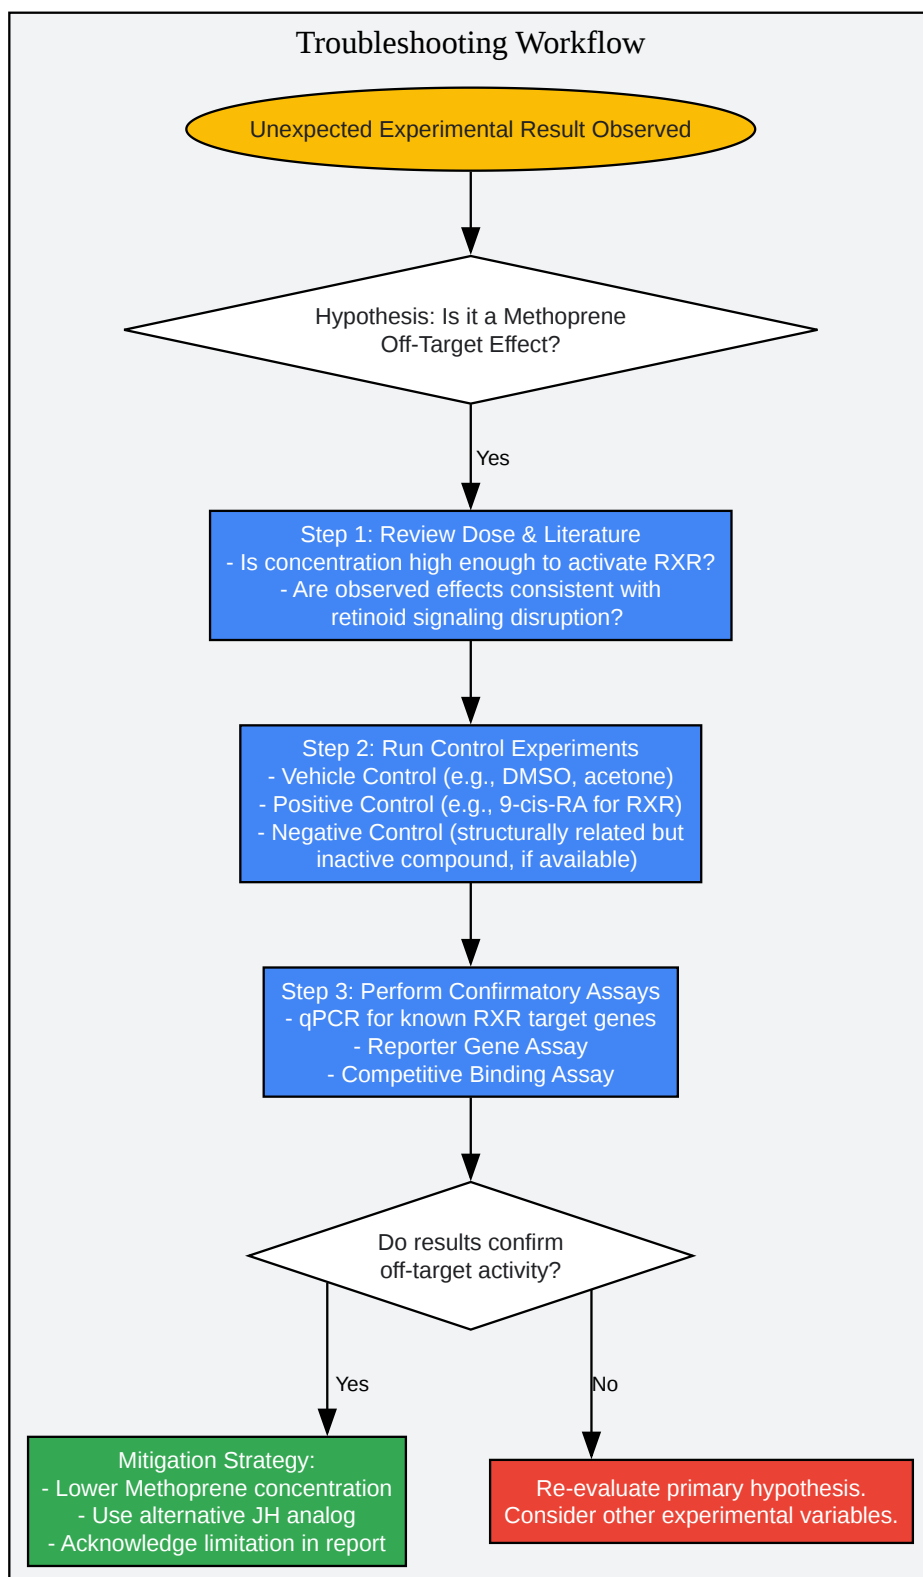 Troubleshooting Workflow
Unexpected Experimental Result Observed
Hypothesis: Is it a Methoprene
Off-Target Effect?
Yes
Step 1: Review Dose & Literature
- Is concentration high enough to activate RXR?
- Are observed effects consistent with
retinoid signaling disruption?
Step 2: Run Control Experiments
- Vehicle Control (e.g., DMSO, acetone)
- Positive Control (e.g., 9-cis-RA for RXR)
- Negative Control (structurally related but
inactive compound, if available)
Step 3: Perform Confirmatory Assays
- qPCR for known RXR target genes
- Reporter Gene Assay
- Competitive Binding Assay
Do results confirm
off-target activity?
Yes
No
Mitigation Strategy:
- Lower Methoprene concentration
- Use alternative JH analog
- Acknowledge limitation in report
Re-evaluate primary hypothesis.
Consider other experimental variables.